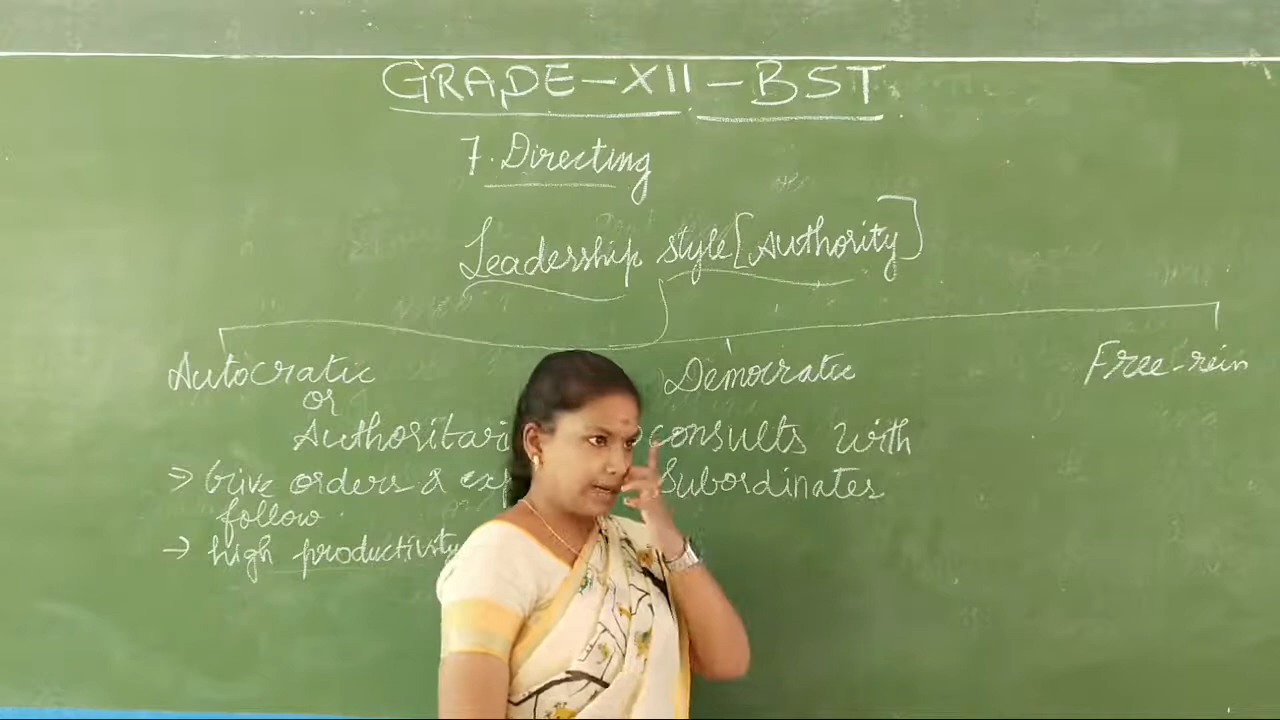 GRADE-XII-BST
7. Directing
Leadership style [Authority]
Autocratic Democratic Free-rein
or
Authoritari consults with
⇒ Give orders & exp Subordinates
follow.
→ high productivity